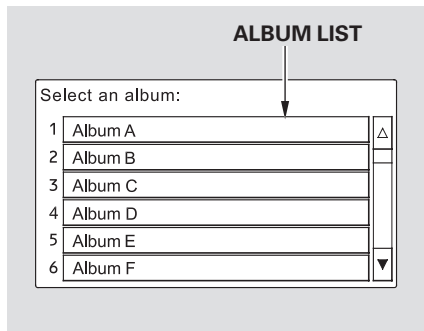 ALBUM LIST
Select an album:
1 Album A
2 Album B
3 Album C
4 Album D
5 Album E
6 Album F